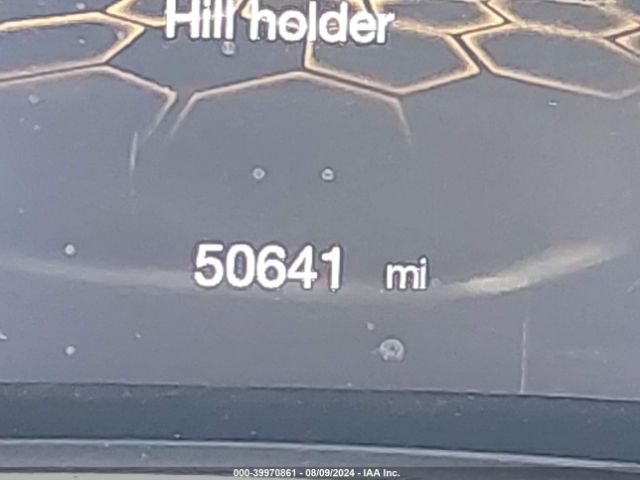 Hill holder
50641 mi
000-39970861 - 08/09/2024 - IAA Inc.